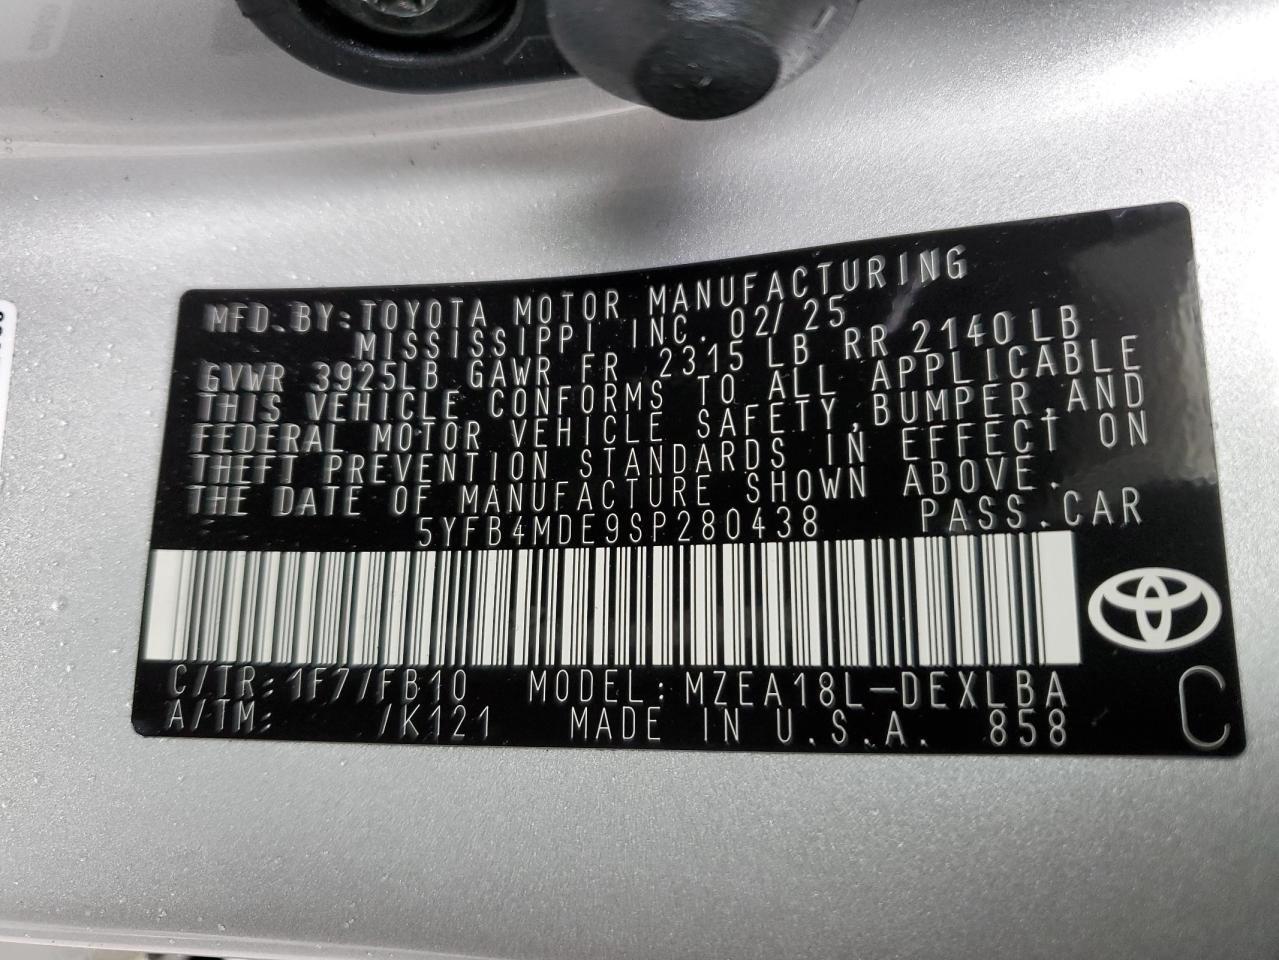 MFD. BY: TOYOTA MOTOR MANUFACTURING
MISSISSIPPI INC. 02/25
GVWR 3925LB GAWR FR 2315 LB RR 2140 LB
THIS VEHICLE CONFORMS TO ALL APPLICABLE
FEDERAL MOTOR VEHICLE SAFETY, BUMPER, AND
THEFT PREVENTION STANDARDS IN EFFECT ON
THE DATE OF MANUFACTURE SHOWN ABOVE.
5YFB4MDE9SP280438 PASS. CAR
C/TR: 1F7/FB10 MODEL: MZEA18L-DEXLBA
A/TM: /K121 MADE IN U.S.A. 858
C